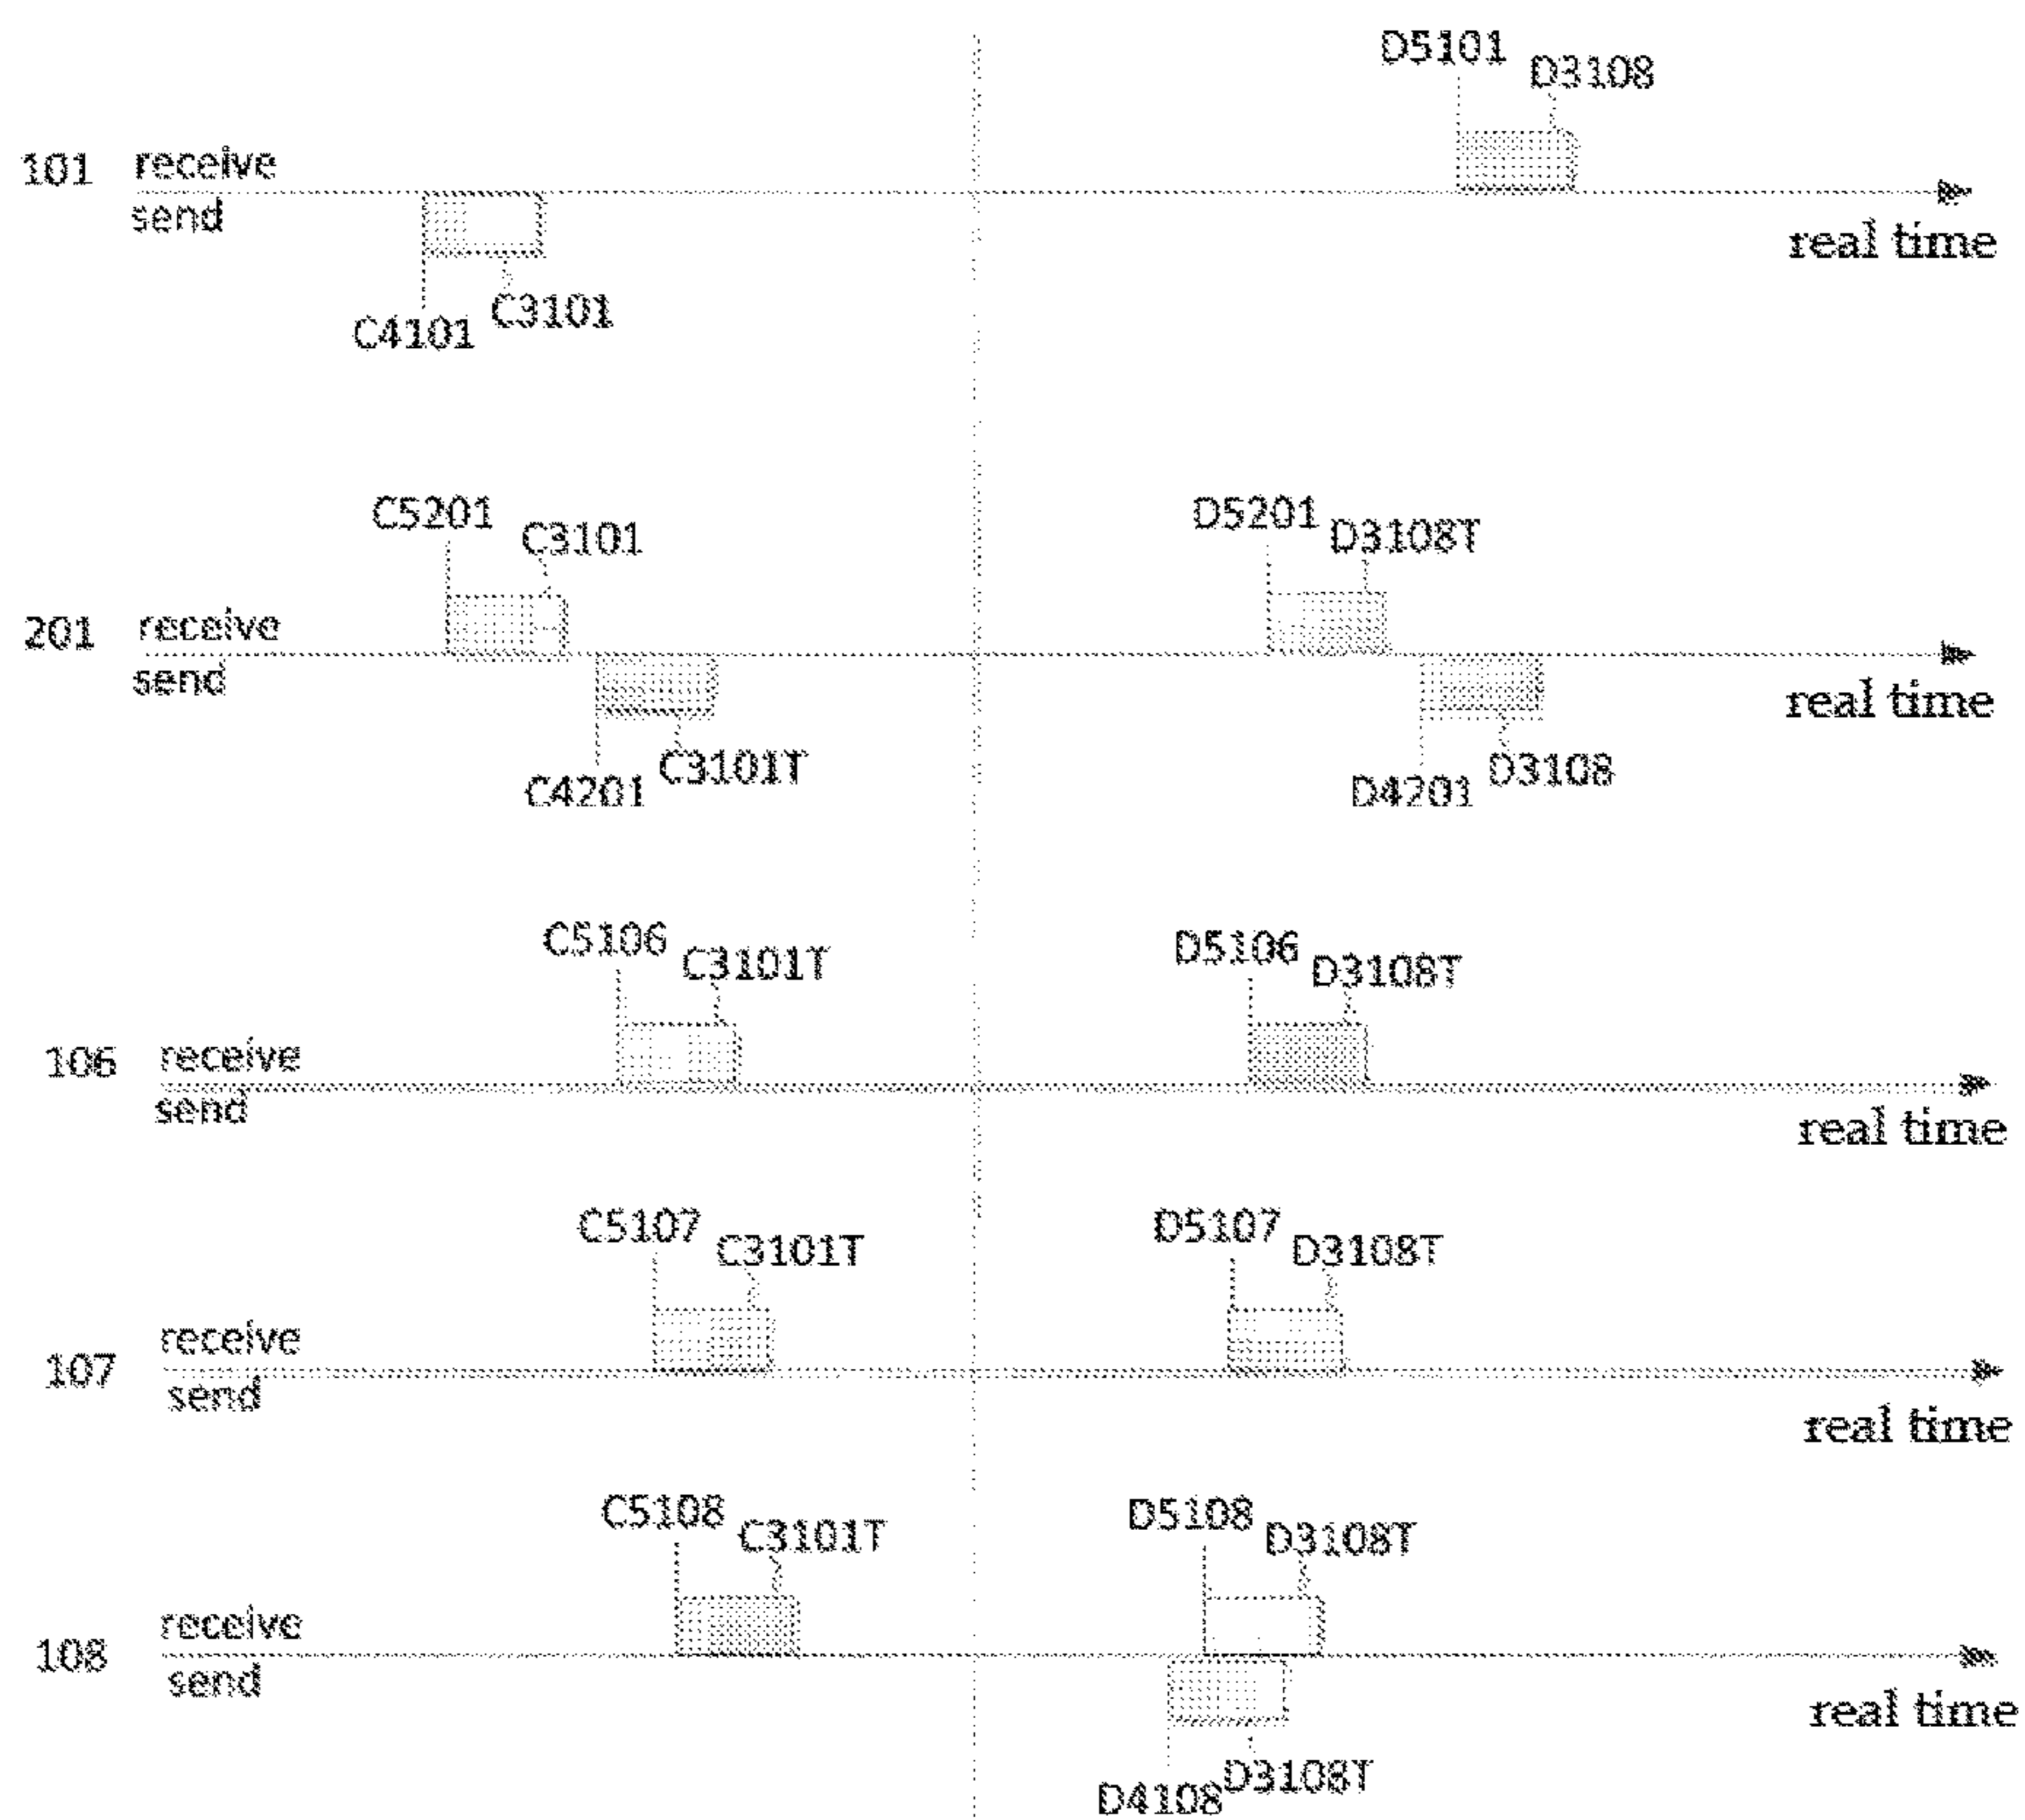 D5101
D3108
101 receive
send
real time
C4101
C3101
C5201
C3101
D5201
D3108T
201 receive
send
real time
C4201
C3101T
D4201
D3108
C5106
C3101T
D5106
D3108T
106 receive
send
real time
C5107
C3101T
D5107
D3108T
107 receive
send
real time
C5108
C3101T
D5108
D3108T
108 receive
send
real time
D4108
D3108T